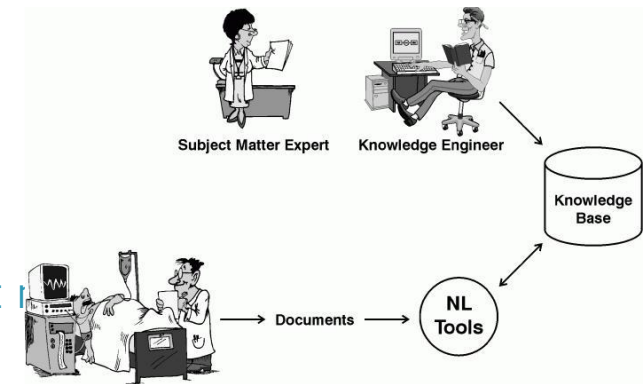 Subject Matter Expert
Knowledge Engineer
Knowledge
Base
Documents
NL
Tools